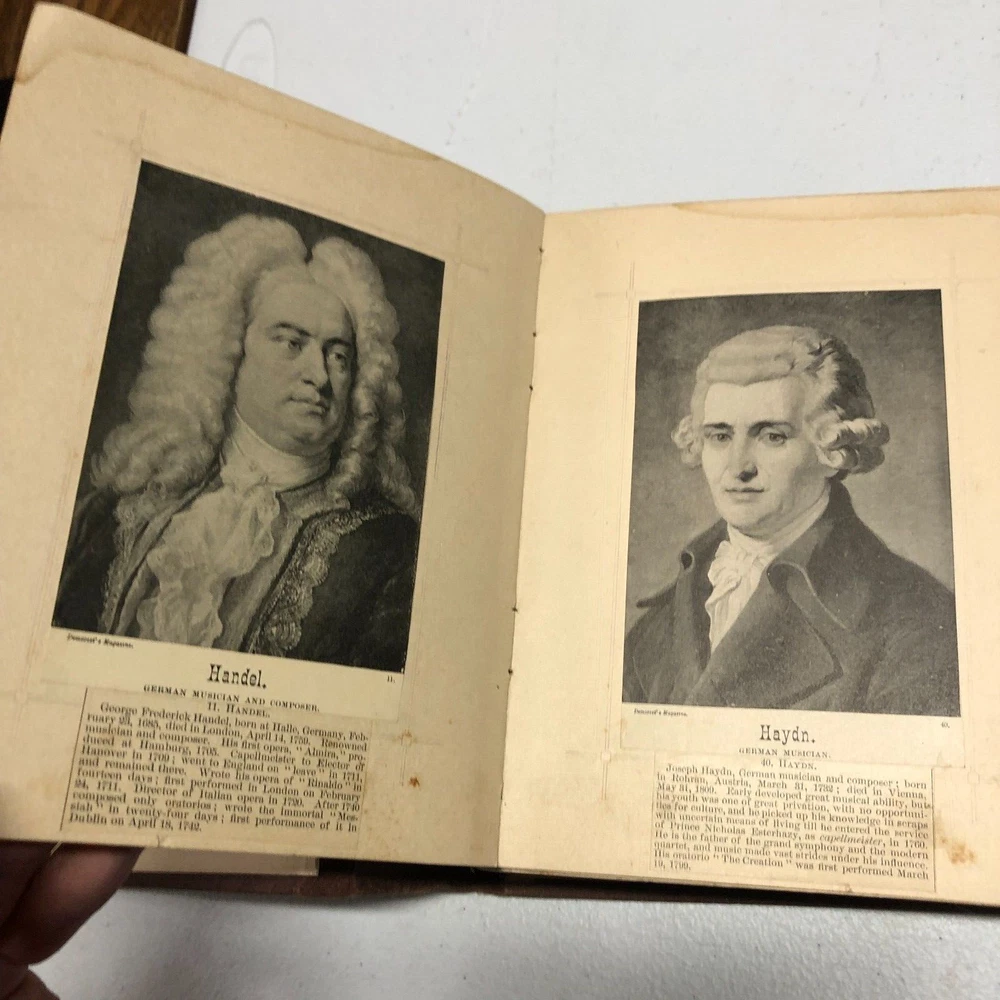 Demorest's Magazine.
11.
Handel.
GERMAN MUSICIAN AND COMPOSER.
11. HANDEL.
George Frederick Handel, born at Halle, Germany, Feb-
ruary 23, 1685, died in London, April 14, 1759. Renowned
musician and composer. His first opera, "Almira," pro-
duced at Hamburg, 1705. Capellmeister to Elector of
Hanover in 1709; went to England on "leave" in 1711,
and remained there. Wrote his opera of "Rinaldo" in
fourteen days; first performed in London on February
24, 1711. Director of Italian opera in 1720. After 1740
composed only oratorios; wrote the immortal "Mes-
siah" in twenty-four days; first performance of it in
Dublin on April 18, 1742.
Demorest's Magazine.
40.
Haydn.
GERMAN MUSICIAN.
40. HAYDN.
Joseph Haydn, German musician and composer; born
in Rohrau, Austria, March 31, 1732; died in Vienna,
May 31, 1809. Early developed great musical ability, but
his youth was one of great privation, with no opportuni-
ties for culture, and he picked up his knowledge in scraps
with uncertain means of living till he entered the service
of Prince Nicholas Esterhazy, as capellmeister, in 1760.
He is the father of the grand symphony and the modern
quartet, and music made vast strides under his influence.
His oratorio "The Creation" was first performed March
19, 1799.